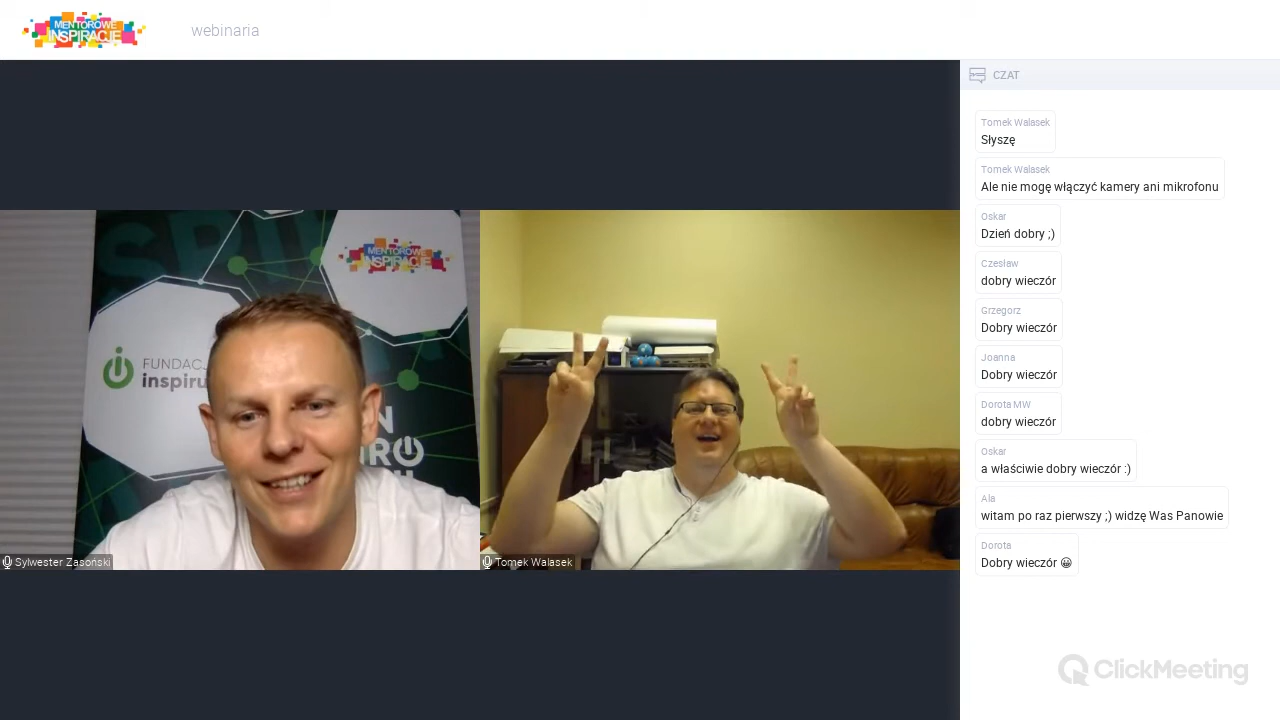 MENTOROWE
INSPIRACJE
webinaria
CZAT
Tomek Walasek
Słyszę
Tomek Walasek
Ale nie mogę włączyć kamery ani mikrofonu
Oskar
Dzień dobry ;)
Czesław
dobry wieczór
Grzegorz
Dobry wieczór
Joanna
Dobry wieczór
Dorota MW
dobry wieczór
Oskar
a właściwie dobry wieczór :)
Ala
witam po raz pierwszy ;) widzę Was Panowie
Dorota
Dobry wieczór 😀
MENTOROWE
INSPIRACJE
FUNDAC
inspiru
Sylwester Zasoński
Tomek Walasek
ClickMeeting